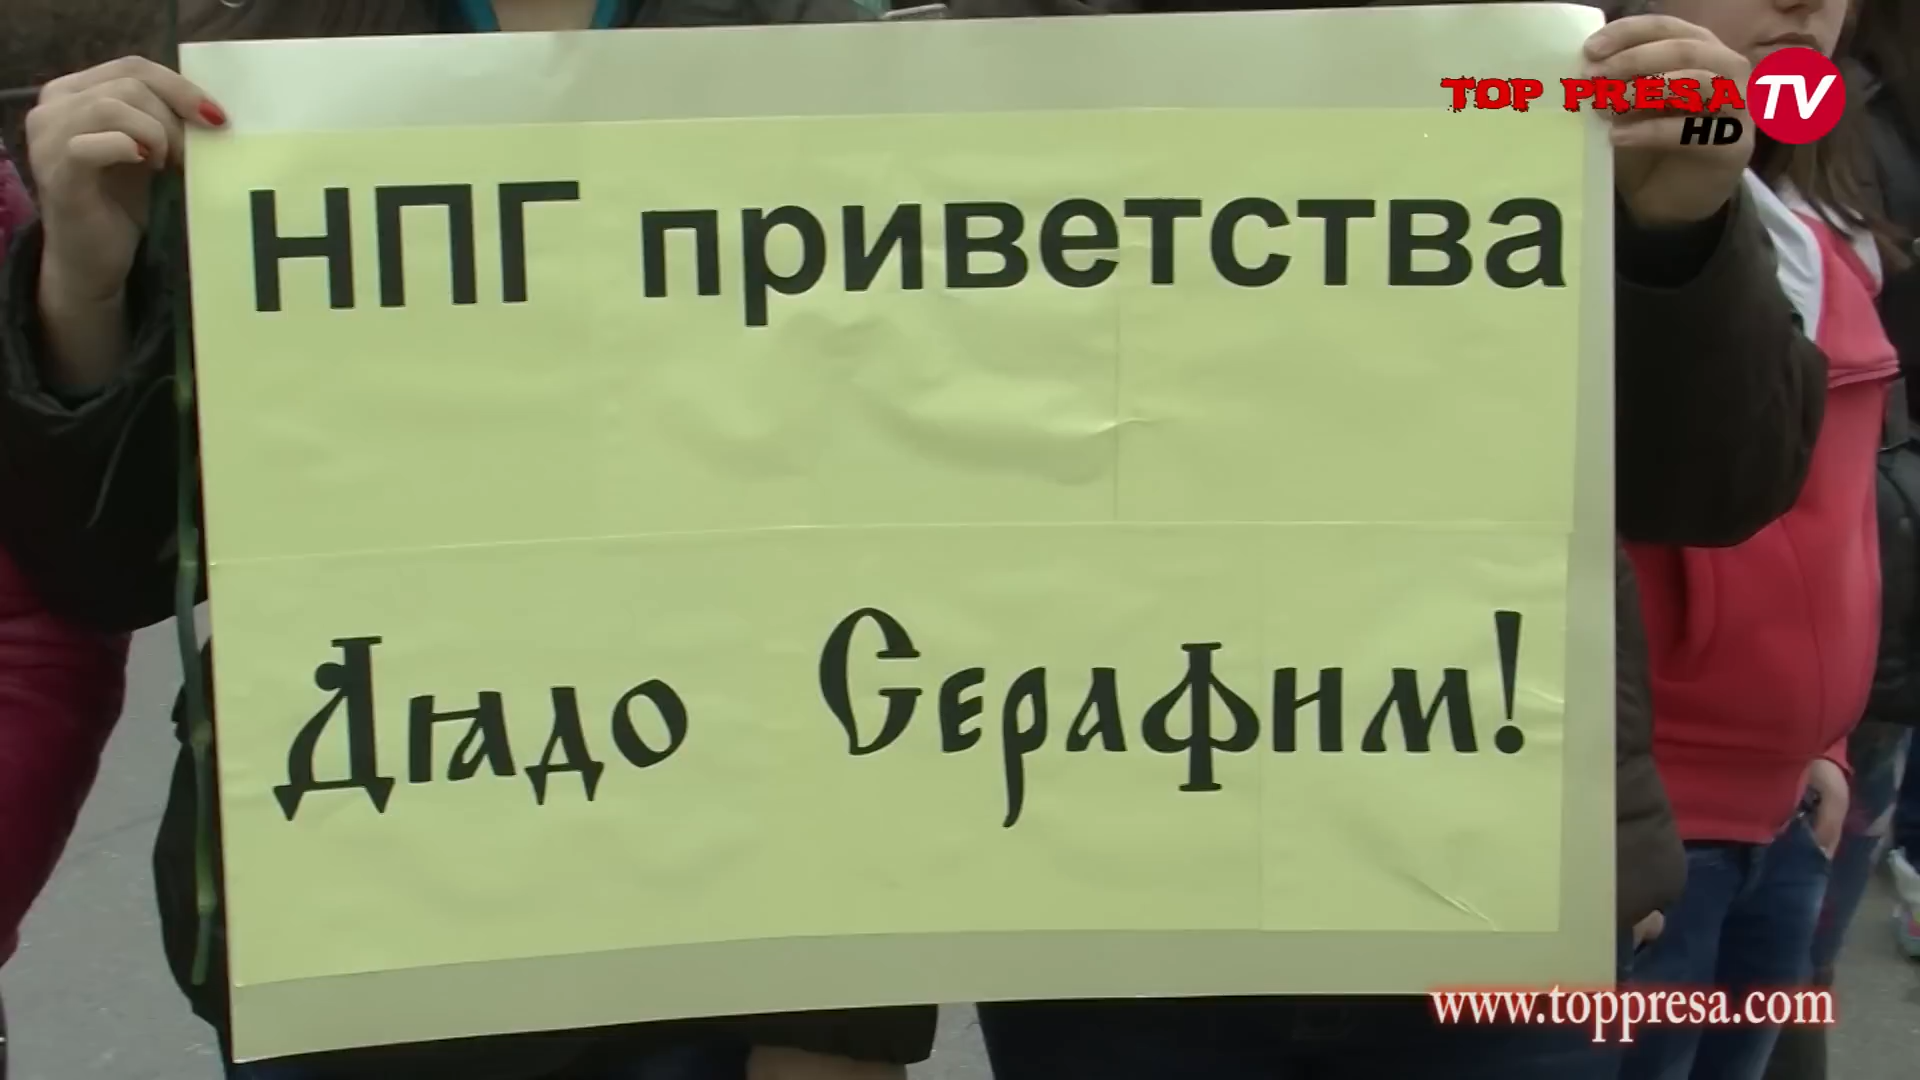 TOP PRESA TV
HD
НПГ приветства
Дядо Серафим!
www.toppresa.com